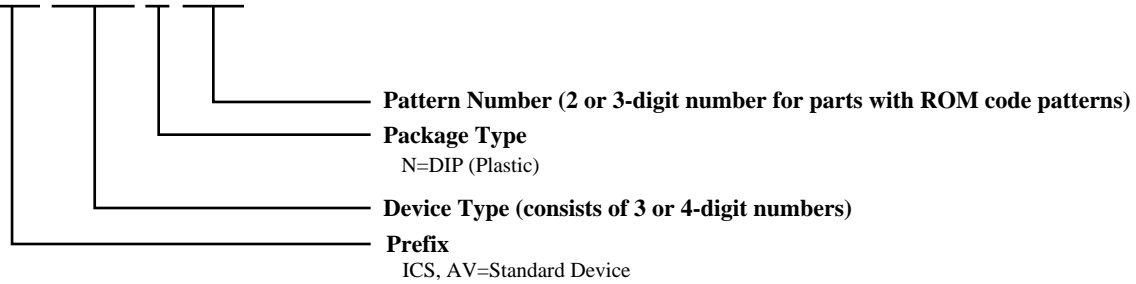 Pattern Number (2 or 3-digit number for parts with ROM code patterns)
Package Type
N=DIP (Plastic)
Device Type (consists of 3 or 4-digit numbers)
Prefix
ICS, AV=Standard Device